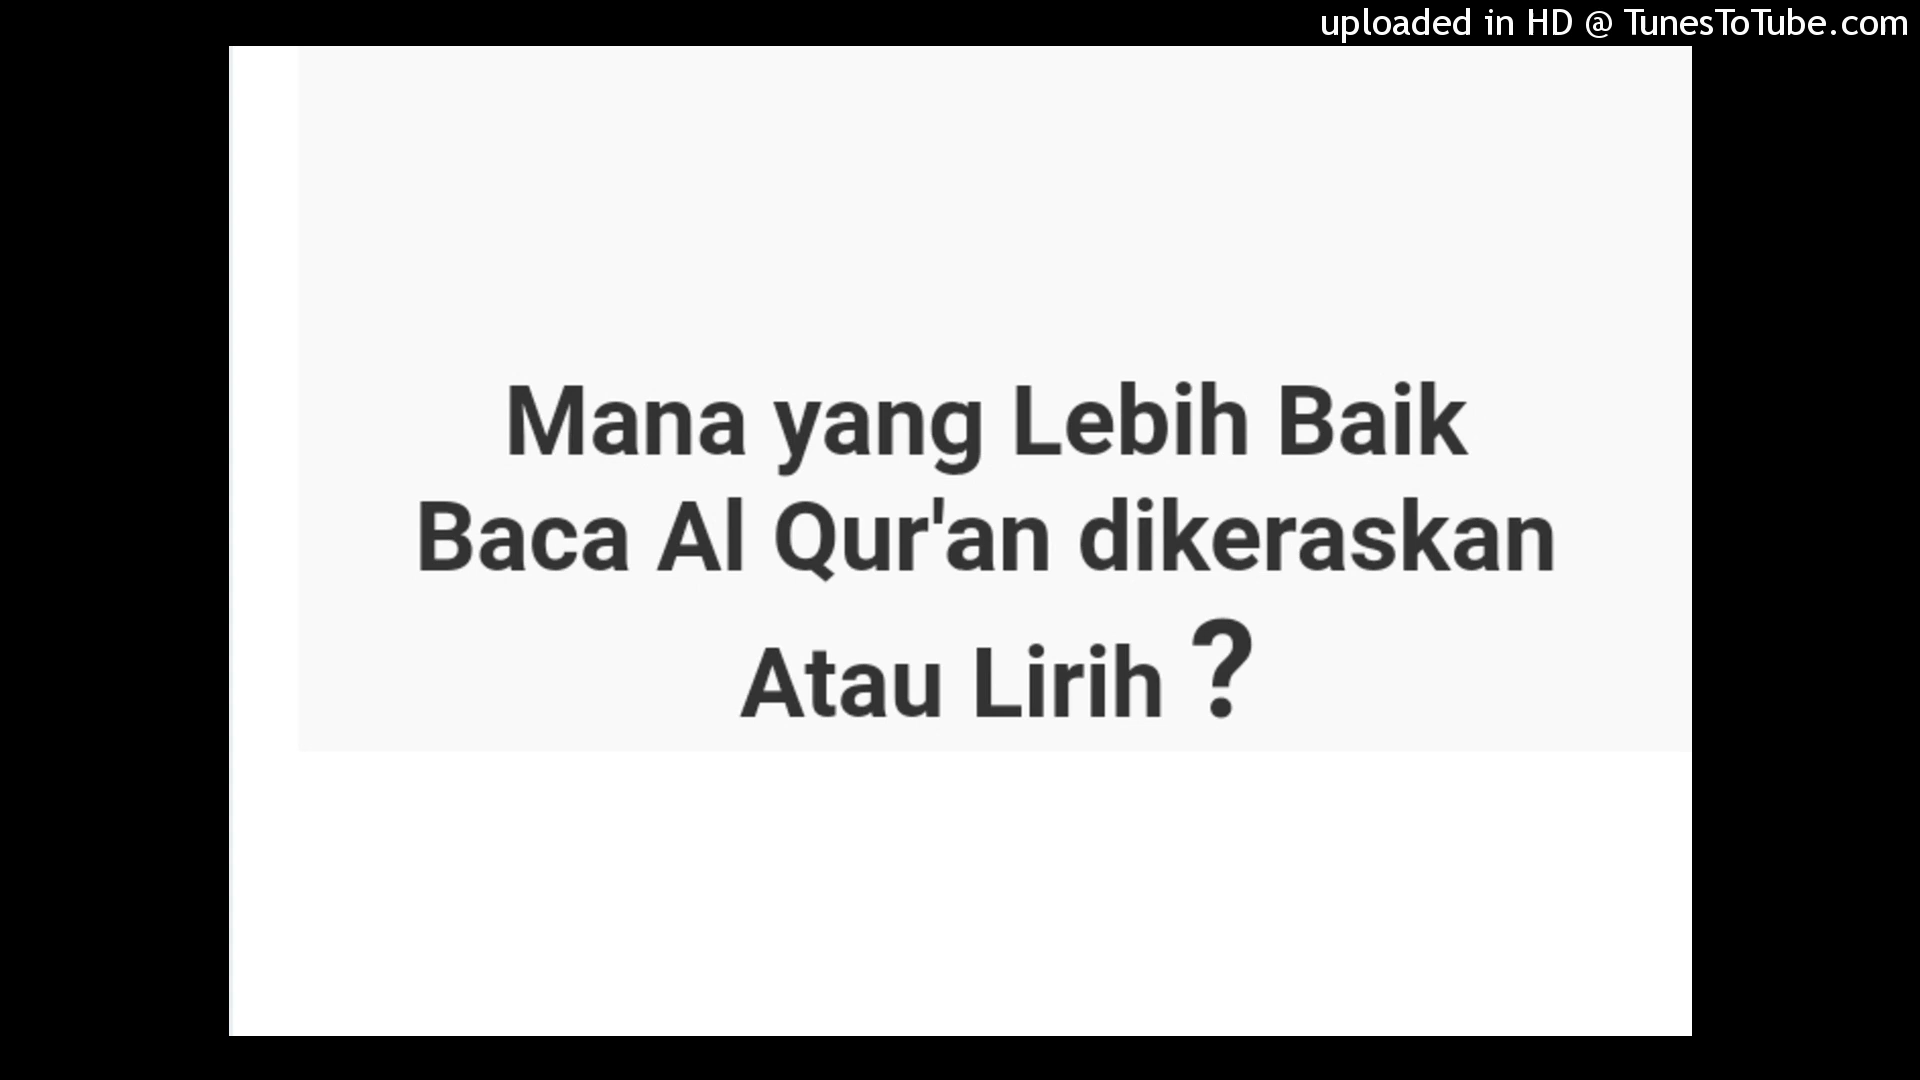 uploaded in HD @ TunesToTube.com
Mana yang Lebih Baik
Baca Al Qur'an dikeraskan
Atau Lirih ?